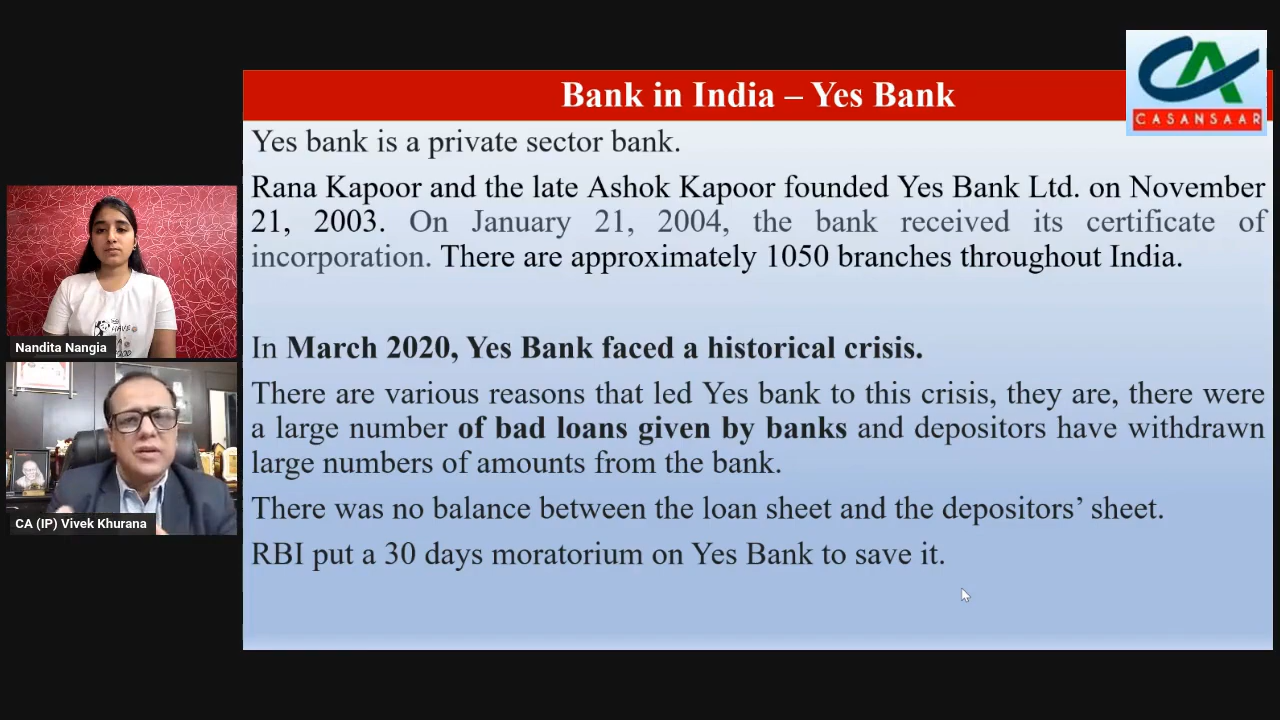 Bank in India – Yes Bank
CASANSAAR
Yes bank is a private sector bank.
Rana Kapoor and the late Ashok Kapoor founded Yes Bank Ltd. on November
21, 2003. On January 21, 2004, the bank received its certificate of
incorporation. There are approximately 1050 branches throughout India.
In March 2020, Yes Bank faced a historical crisis.
There are various reasons that led Yes bank to this crisis, they are, there were
a large number of bad loans given by banks and depositors have withdrawn
large numbers of amounts from the bank.
There was no balance between the loan sheet and the depositors’ sheet.
RBI put a 30 days moratorium on Yes Bank to save it.
Nandita Nangia
CA (IP) Vivek Khurana